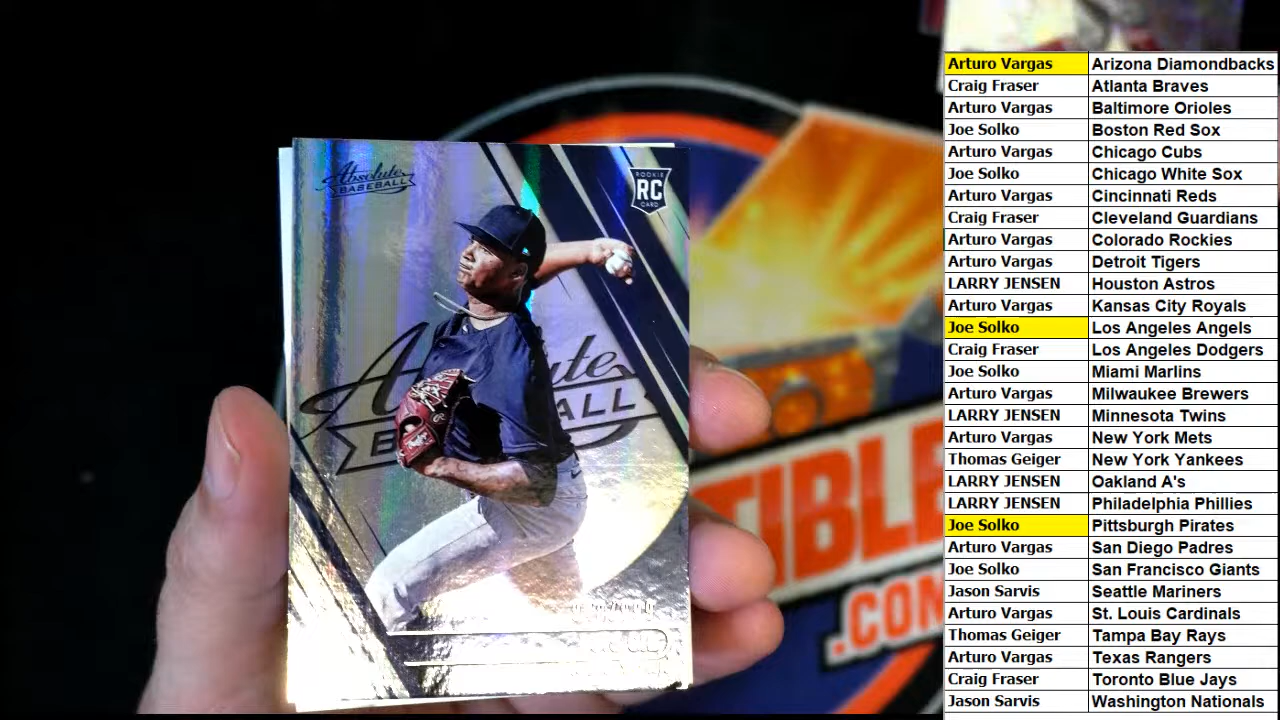 Absolute
BASEBALL
ROOKIE
RC
CARD
Absolute
BASEBALL
TIBLE
.COM
Arturo Vargas Arizona Diamondbacks
Craig Fraser Atlanta Braves
Arturo Vargas Baltimore Orioles
Joe Solko Boston Red Sox
Arturo Vargas Chicago Cubs
Joe Solko Chicago White Sox
Arturo Vargas Cincinnati Reds
Craig Fraser Cleveland Guardians
Arturo Vargas Colorado Rockies
Arturo Vargas Detroit Tigers
LARRY JENSEN Houston Astros
Arturo Vargas Kansas City Royals
Joe Solko Los Angeles Angels
Craig Fraser Los Angeles Dodgers
Joe Solko Miami Marlins
Arturo Vargas Milwaukee Brewers
LARRY JENSEN Minnesota Twins
Arturo Vargas New York Mets
Thomas Geiger New York Yankees
LARRY JENSEN Oakland A's
LARRY JENSEN Philadelphia Phillies
Joe Solko Pittsburgh Pirates
Arturo Vargas San Diego Padres
Joe Solko San Francisco Giants
Jason Sarvis Seattle Mariners
Arturo Vargas St. Louis Cardinals
Thomas Geiger Tampa Bay Rays
Arturo Vargas Texas Rangers
Craig Fraser Toronto Blue Jays
Jason Sarvis Washington Nationals